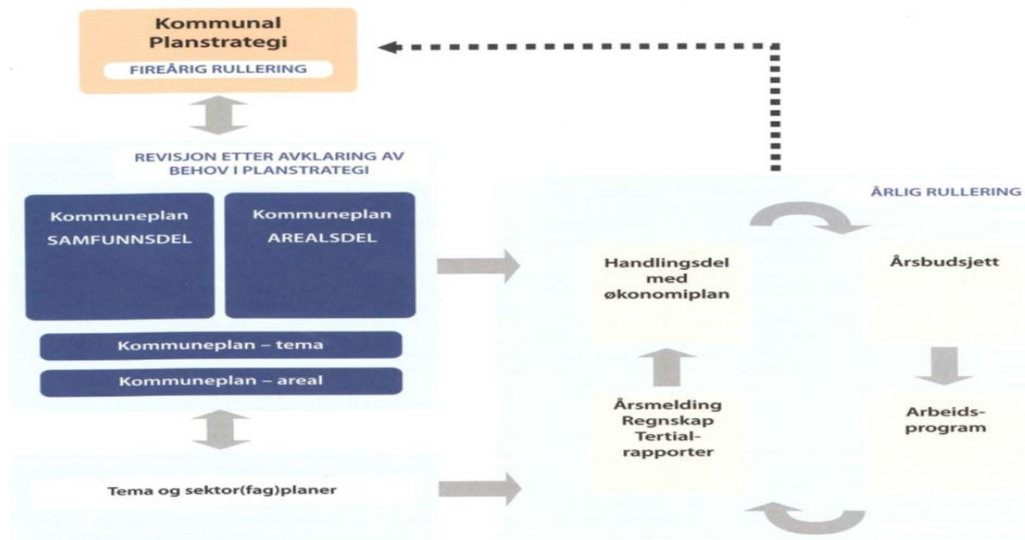 Kommunal
Planstrategi
FIREÅRIG RULLERING
REVISJON ETTER AVKLARING AV
BEHOV I PLANSTRATEGI
Kommuneplan
SAMFUNNSDEL
Kommuneplan
AREALSDEL
Kommuneplan – tema
Kommuneplan – areal
Tema og sektor(fag)planer
ÅRLIG RULLERING
Handlingsdel
med
økonomiplan
Årsbudsjett
Årsmelding
Regnskap
Tertial-
rapporter
Arbeids-
program